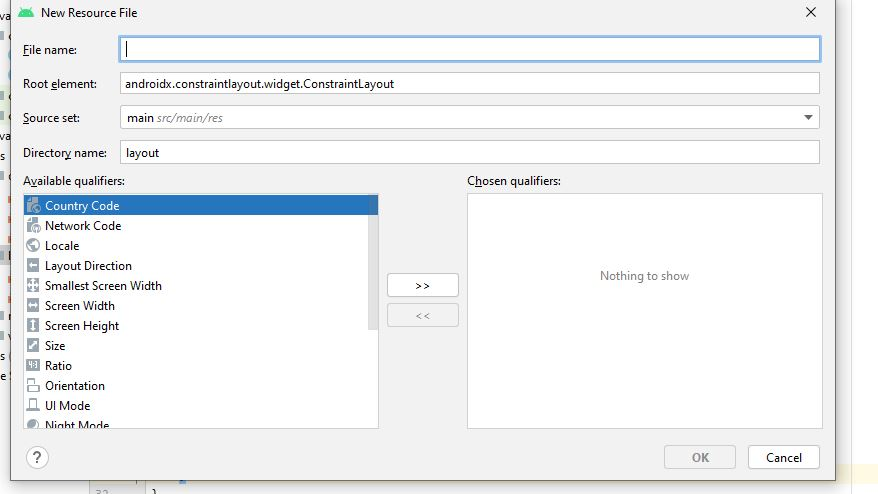 New Resource File
File name:
Root element: androidx.constraintlayout.widget.ConstraintLayout
Source set: main src/main/res
Directory name: layout
Available qualifiers:
Chosen qualifiers:
Country Code
Network Code
Locale
Layout Direction
Smallest Screen Width
Screen Width
Screen Height
Size
Ratio
Orientation
UI Mode
Night Mode
>>
<<
Nothing to show
?
OK
Cancel
32